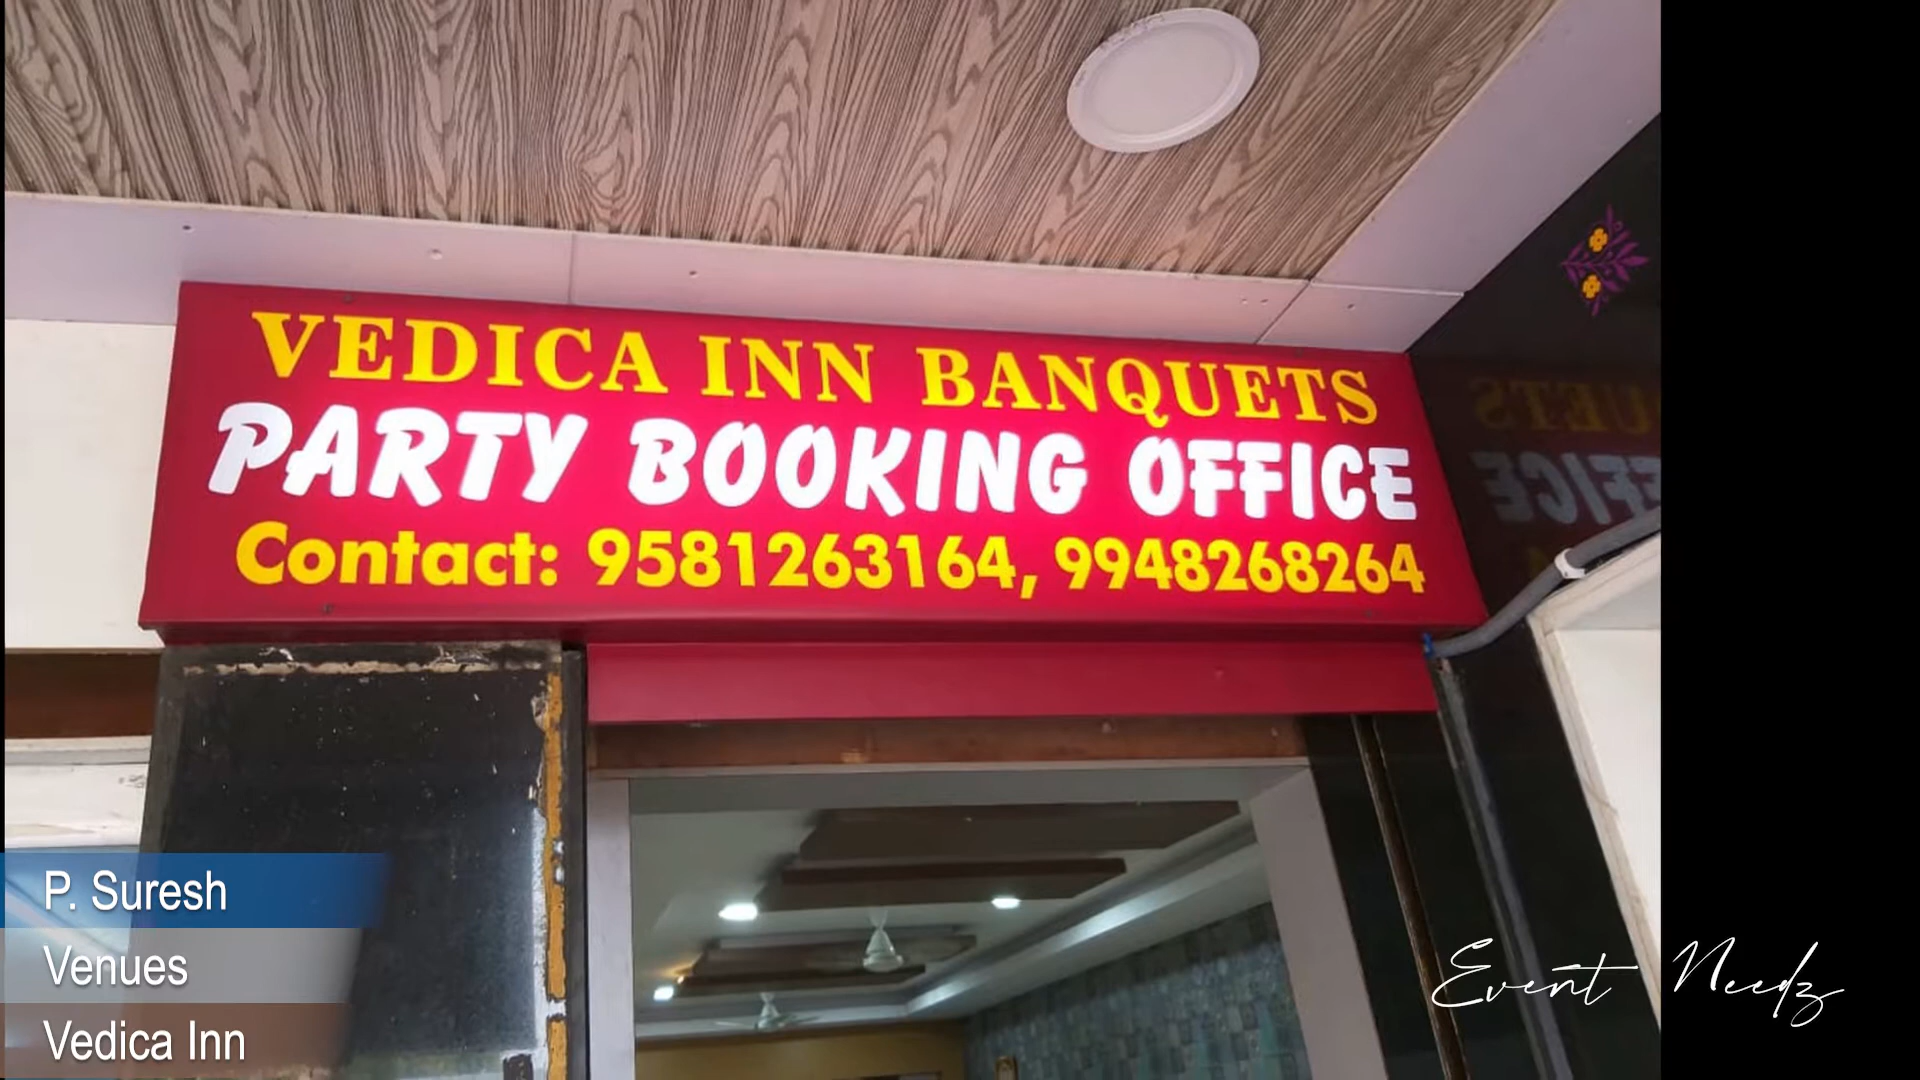 VEDICA INN BANQUETS
PARTY BOOKING OFFICE
Contact: 9581263164, 9948268264
P. Suresh
Venues
Vedica Inn
Event Needz